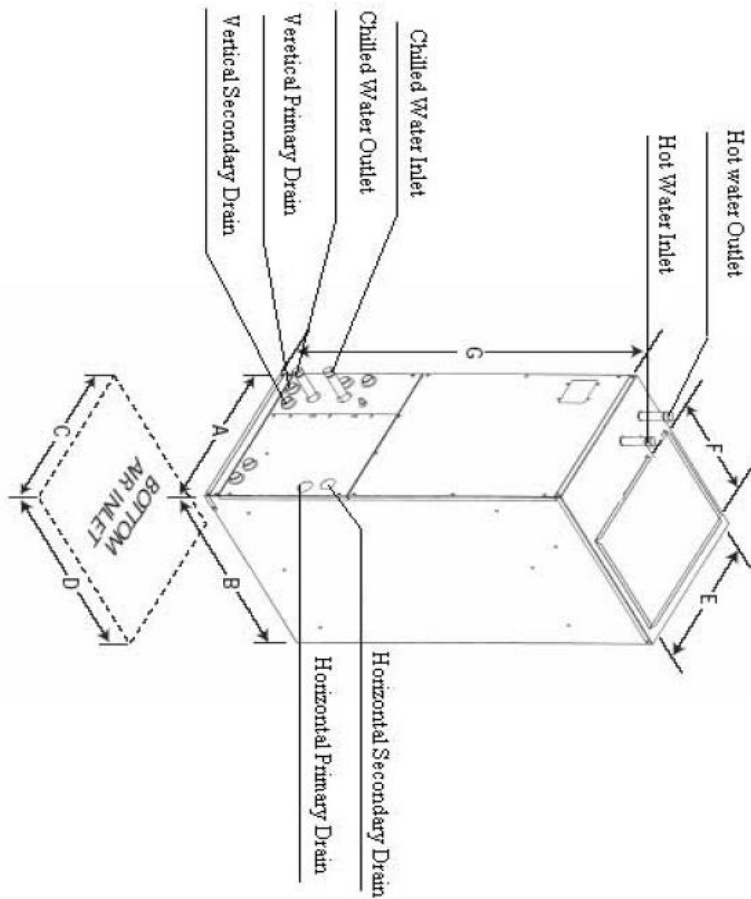 Hot water Outlet
Hot Water Inlet
Chilled Water Inlet
Chilled Water Outlet
Veretical Primary Drain
Vertical Secondary Drain
F
E
G
A
B
C
D
BOTTOM
AIR INLET
Horizontal Secondary Drain
Horizontal Primary Drain